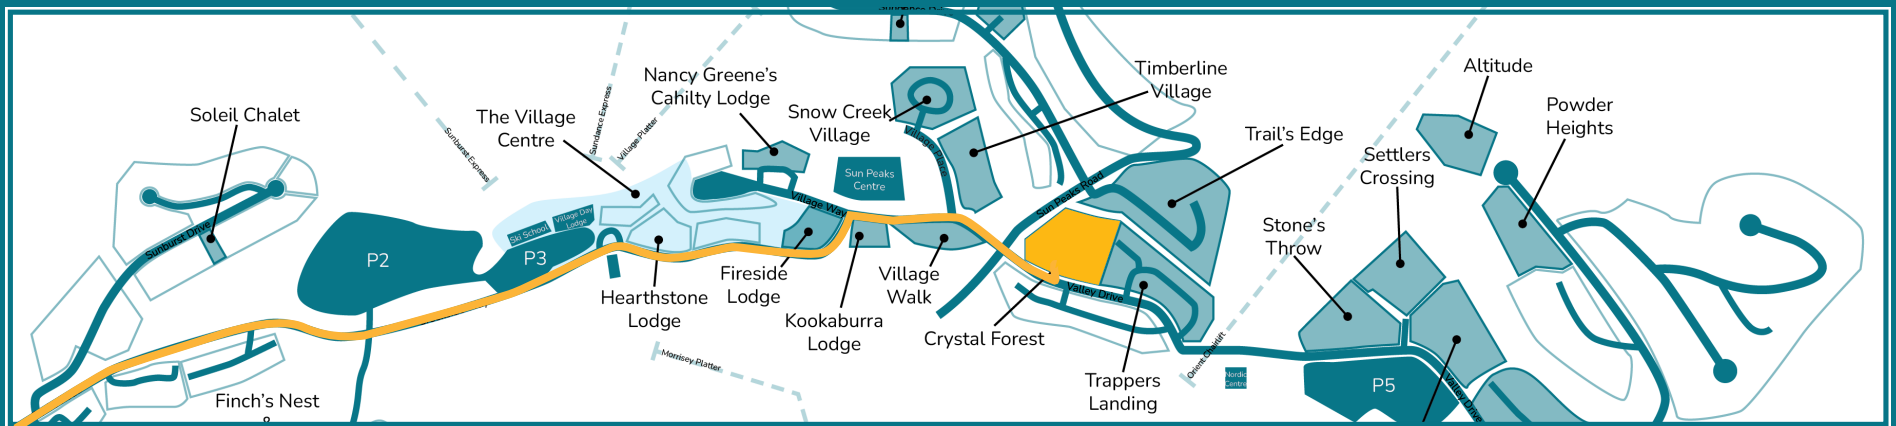 Soleil Chalet
Sunburst Drive
Finch's Nest
P2
P3
Sunburst Express
Sundance Express
Village Platter
The Village
Centre
Ski School
Village Day
Lodge
Nancy Greene's
Cahilty Lodge
Snow Creek
Village
Sun Peaks
Centre
Village Way
Village Place
Timberline
Village
Sun Peaks Road
Trail's Edge
Hearthstone
Lodge
Fireside
Lodge
Kookaburra
Lodge
Village
Walk
Crystal Forest
Morrisey Platter
Valley Drive
Trappers
Landing
Orient Chairlift
Nordic
Centre
Stone's
Throw
Settlers
Crossing
Altitude
Powder
Heights
P5
Valley Drive